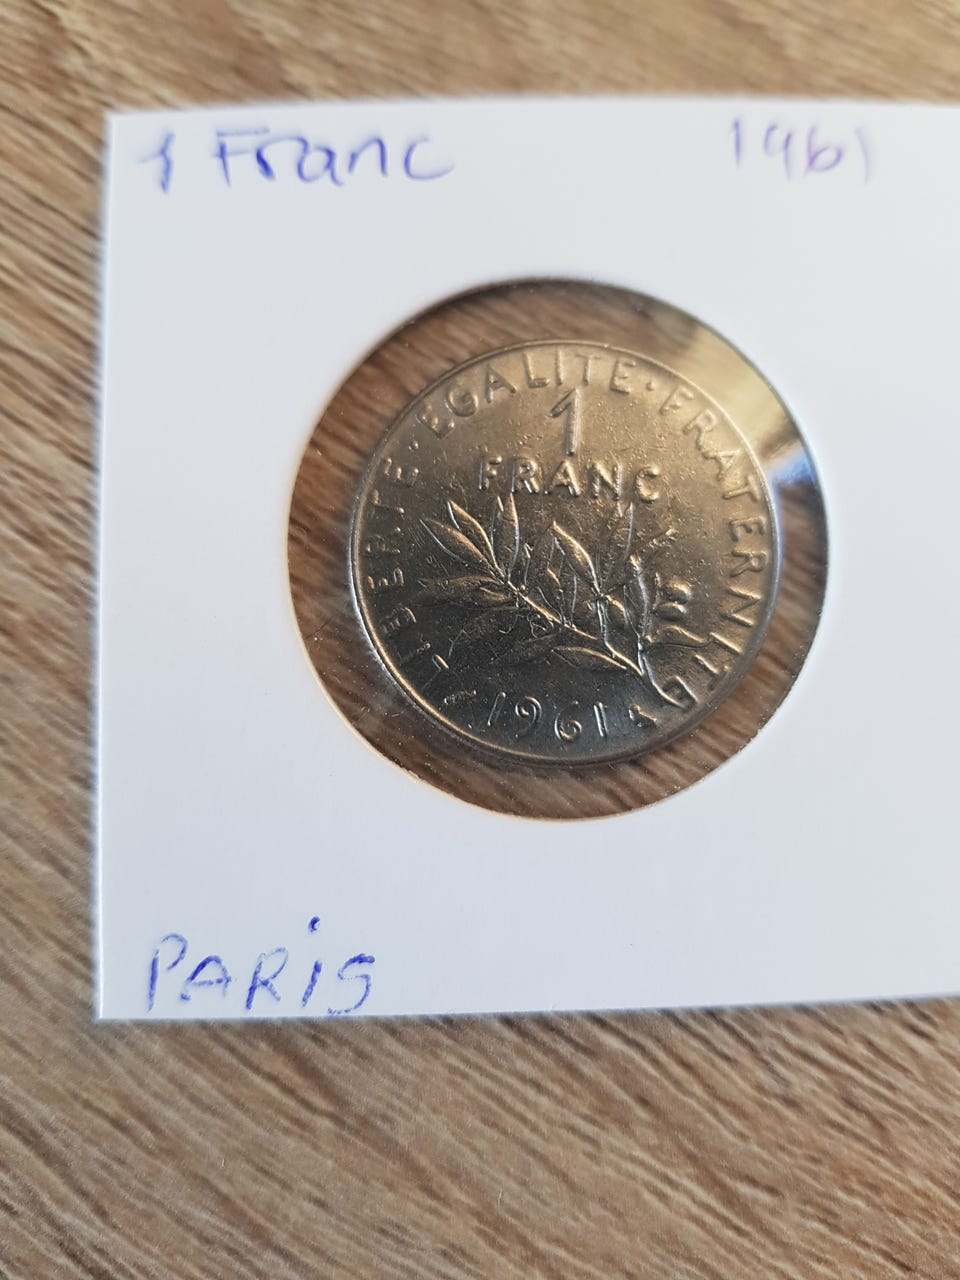 1 Franc 1961
LIBERTE · EGALITE · FRATERNITE
1
FRANC
1961
PARiS